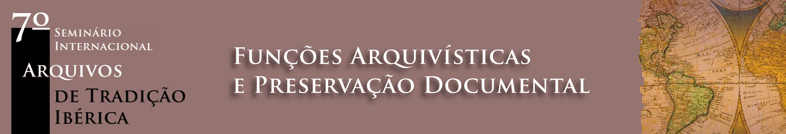 7º
Seminário
Internacional
Arquivos
de Tradição
Ibérica
Funções Arquivísticas
e Preservação Documental